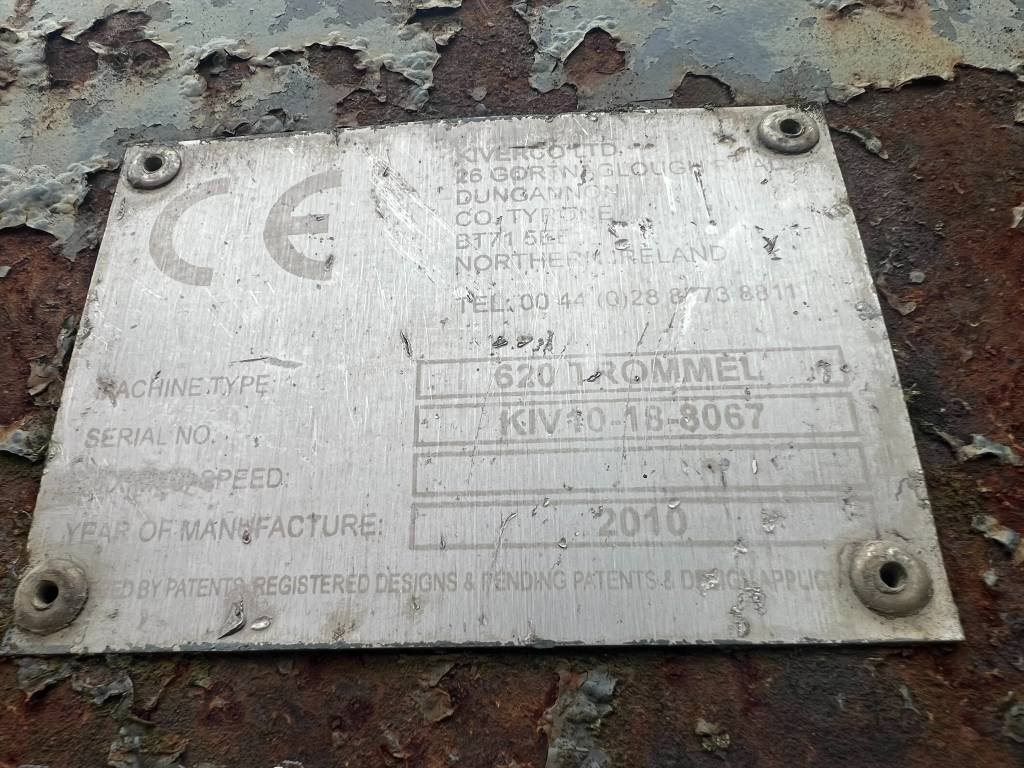 CE
KIVERCO LTD.
26
DUNGANNON
CO. TYRONE
BT71
NORTHERN IRELAND
TEL. 00 44 (0)28 8773 8811
MACHINE TYPE: 620 TROMMEL
SERIAL NO. KIV10-18-8067
SPEED:
YEAR OF MANUFACTURE: 2010
BY PATENTS, REGISTERED DESIGNS & PENDING PATENTS & DESIGN